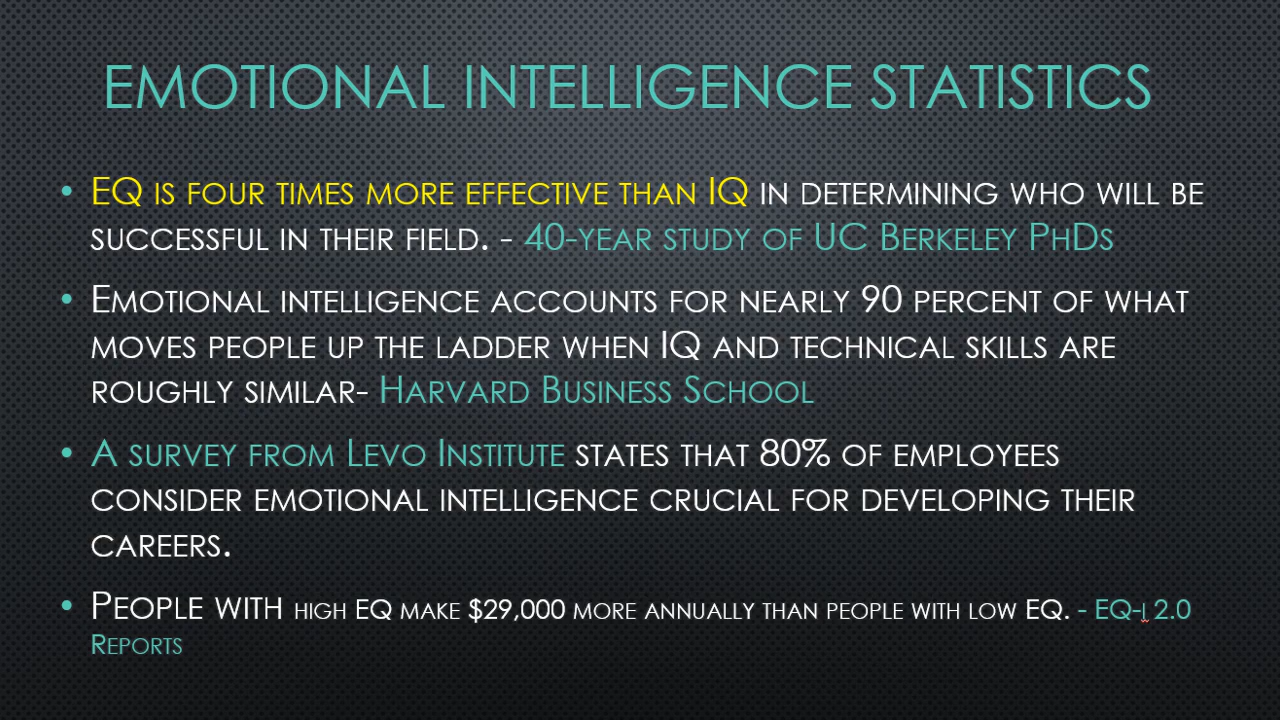 EMOTIONAL INTELLIGENCE STATISTICS
• EQ IS FOUR TIMES MORE EFFECTIVE THAN IQ IN DETERMINING WHO WILL BE
SUCCESSFUL IN THEIR FIELD. - 40-YEAR STUDY OF UC BERKELEY PHDS
• EMOTIONAL INTELLIGENCE ACCOUNTS FOR NEARLY 90 PERCENT OF WHAT
MOVES PEOPLE UP THE LADDER WHEN IQ AND TECHNICAL SKILLS ARE
ROUGHLY SIMILAR- HARVARD BUSINESS SCHOOL
• A SURVEY FROM LEVO INSTITUTE STATES THAT 80% OF EMPLOYEES
CONSIDER EMOTIONAL INTELLIGENCE CRUCIAL FOR DEVELOPING THEIR
CAREERS.
• PEOPLE WITH HIGH EQ MAKE $29,000 MORE ANNUALLY THAN PEOPLE WITH LOW EQ. - EQ-I 2.0
REPORTS